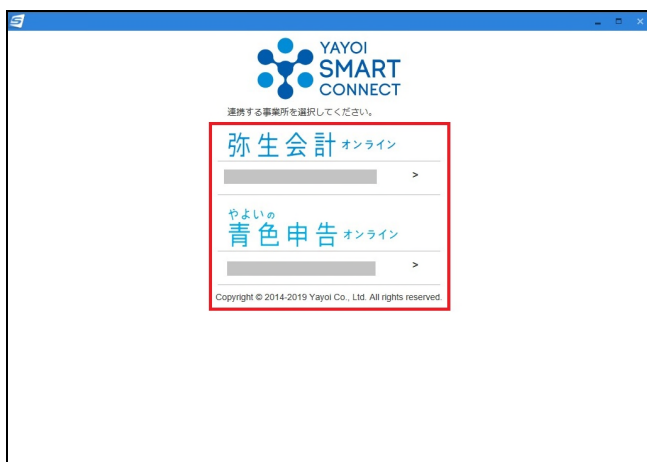 YAYOI
SMART
CONNECT
連携する事業所を選択してください。
弥生会計 オンライン
>
やよいの
青色申告 オンライン
>
Copyright © 2014-2019 Yayoi Co., Ltd. All rights reserved.